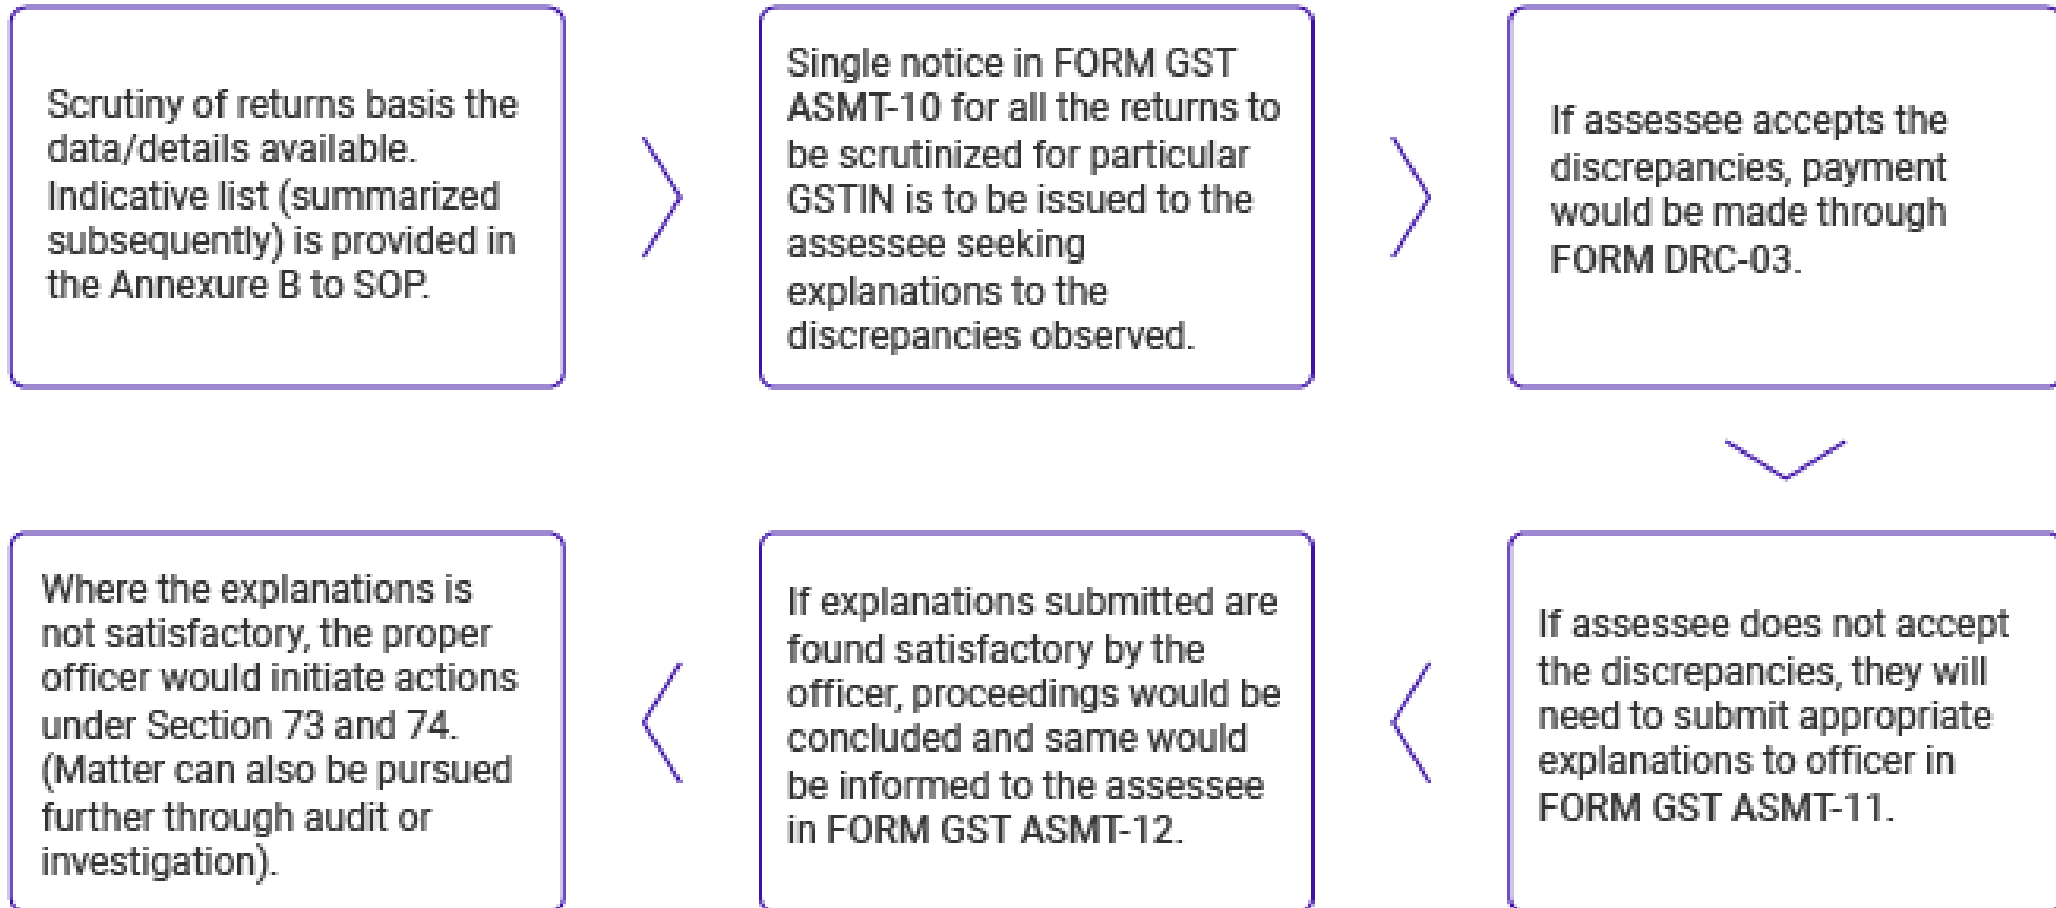 Scrutiny of returns basis the
data/details available.
Indicative list (summarized
subsequently) is provided in
the Annexure B to SOP.
Single notice in FORM GST
ASMT-10 for all the returns to
be scrutinized for particular
GSTIN is to be issued to the
assessee seeking
explanations to the
discrepancies observed.
If assessee accepts the
discrepancies, payment
would be made through
FORM DRC-03.
If assessee does not accept
the discrepancies, they will
need to submit appropriate
explanations to officer in
FORM GST ASMT-11.
If explanations submitted are
found satisfactory by the
officer, proceedings would be
concluded and same would
be informed to the assessee
in FORM GST ASMT-12.
Where the explanations is
not satisfactory, the proper
officer would initiate actions
under Section 73 and 74.
(Matter can also be pursued
further through audit or
investigation).